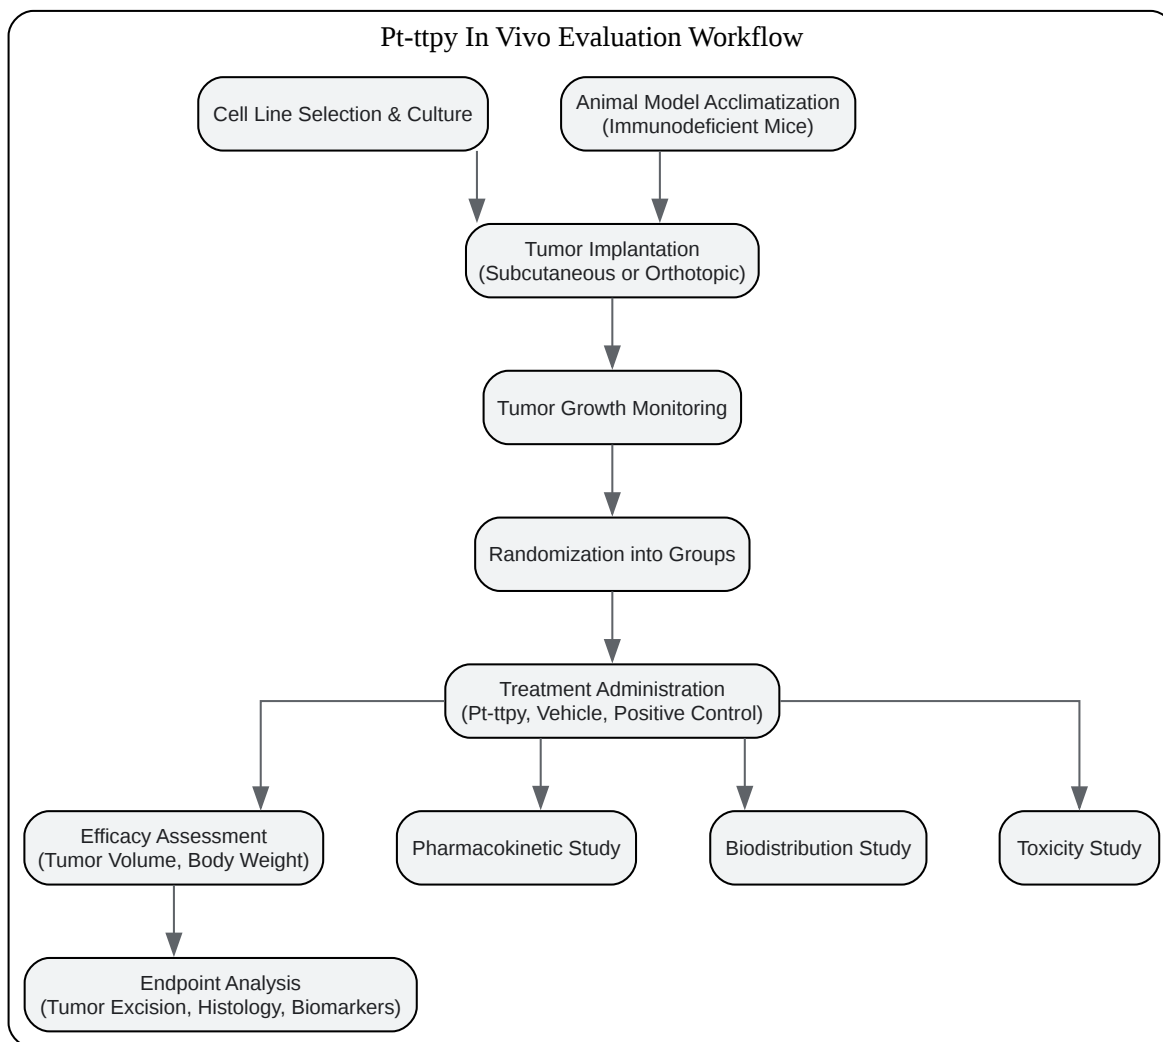 Pt-ttpy In Vivo Evaluation Workflow
Cell Line Selection & Culture
Animal Model Acclimatization
(Immunodeficient Mice)
Tumor Implantation
(Subcutaneous or Orthotopic)
Tumor Growth Monitoring
Randomization into Groups
Treatment Administration
(Pt-ttpy, Vehicle, Positive Control)
Efficacy Assessment
(Tumor Volume, Body Weight)
Pharmacokinetic Study
Biodistribution Study
Toxicity Study
Endpoint Analysis
(Tumor Excision, Histology, Biomarkers)